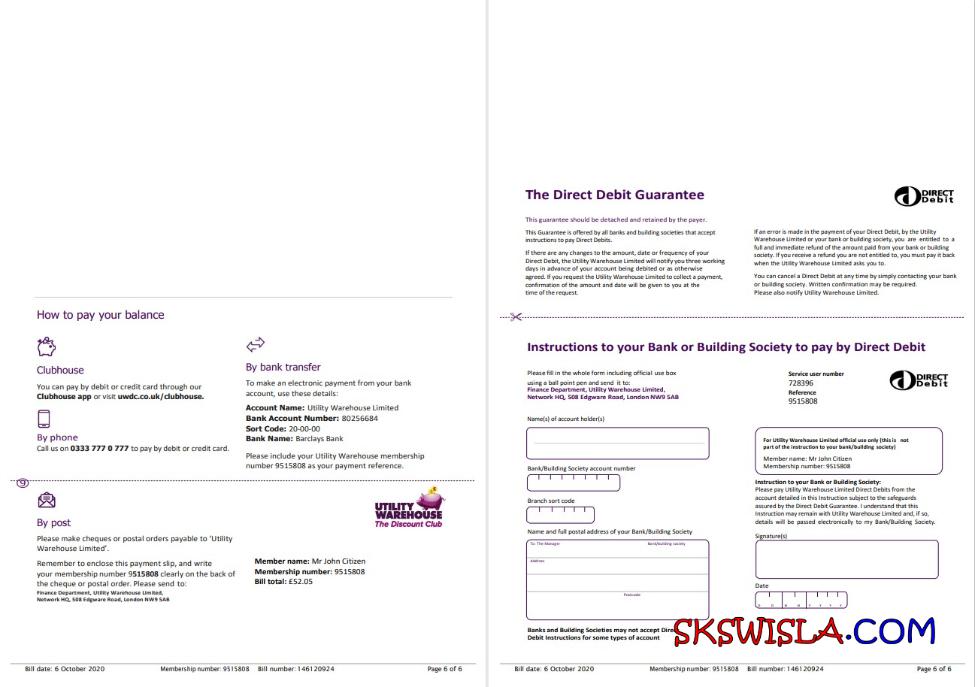 How to pay your balance
Clubhouse
You can pay by debit or credit card through our
Clubhouse app or visit uwdc.co.uk/clubhouse.
By phone
Call us on 0333 777 0 777 to pay by debit or credit card.
By bank transfer
To make an electronic payment from your bank
account, use these details:
Account Name: Utility Warehouse Limited
Bank Account Number: 80256684
Sort Code: 20-00-00
Bank Name: Barclays Bank
Please include your Utility Warehouse membership
number 9515808 as your payment reference.
9
By post
Please make cheques or postal orders payable to ‘Utility
Warehouse Limited’.
Remember to enclose this payment slip, and write
your membership number 9515808 clearly on the back of
the cheque or postal order. Please send to:
Finance Department, Utility Warehouse Limited,
Network HQ, 508 Edgware Road, London NW9 5AB
UTILITY
WAREHOUSE
The Discount Club
Member name: Mr John Citizen
Membership number: 9515808
Bill total: £52.05
Bill date: 6 October 2020 Membership number: 9515808 Bill number: 146120924 Page 6 of 6
The Direct Debit Guarantee
DIRECT
Debit
This guarantee should be detached and retained by the payer.
This Guarantee is offered by all banks and building societies that accept
instructions to pay Direct Debits.
If there are any changes to the amount, date or frequency of your
Direct Debit, the Utility Warehouse Limited will notify you three working
days in advance of your account being debited or as otherwise
agreed. If you request the Utility Warehouse Limited to collect a payment,
confirmation of the amount and date will be given to you at the
time of the request.
If an error is made in the payment of your Direct Debit, by the Utility
Warehouse Limited or your bank or building society, you are entitled to a
full and immediate refund of the amount paid from your bank or building
society. If you receive a refund you are not entitled to, you must pay it back
when the Utility Warehouse Limited asks you to.
You can cancel a Direct Debit at any time by simply contacting your bank
or building society. Written confirmation may be required.
Please also notify Utility Warehouse Limited.
Instructions to your Bank or Building Society to pay by Direct Debit
Please fill in the whole form including official use box
using a ball point pen and send it to:
Finance Department, Utility Warehouse Limited,
Network HQ, 508 Edgware Road, London NW9 5AB
Service user number
728396
Reference
9515808
DIRECT
Debit
Name(s) of account holder(s)
Bank/Building Society account number
Branch sort code
Name and full postal address of your Bank/Building Society
To: The Manager Bank/building society
Address
Postcode
Banks and Building Societies may not accept Direct
Debit Instructions for some types of account
For Utility Warehouse Limited official use only (this is not
part of the instruction to your bank/building society)
Member name: Mr John Citizen
Membership number: 9515808
Instruction to your Bank or Building Society:
Please pay Utility Warehouse Limited Direct Debits from the
account detailed in this Instruction subject to the safeguards
assured by the Direct Debit Guarantee. I understand that this
Instruction may remain with Utility Warehouse Limited and, if so,
details will be passed electronically to my Bank/Building Society.
Signature(s)
Date
D D M M Y Y Y Y
SKSWISLA.COM
Bill date: 6 October 2020 Membership number: 9515808 Bill number: 146120924 Page 6 of 6